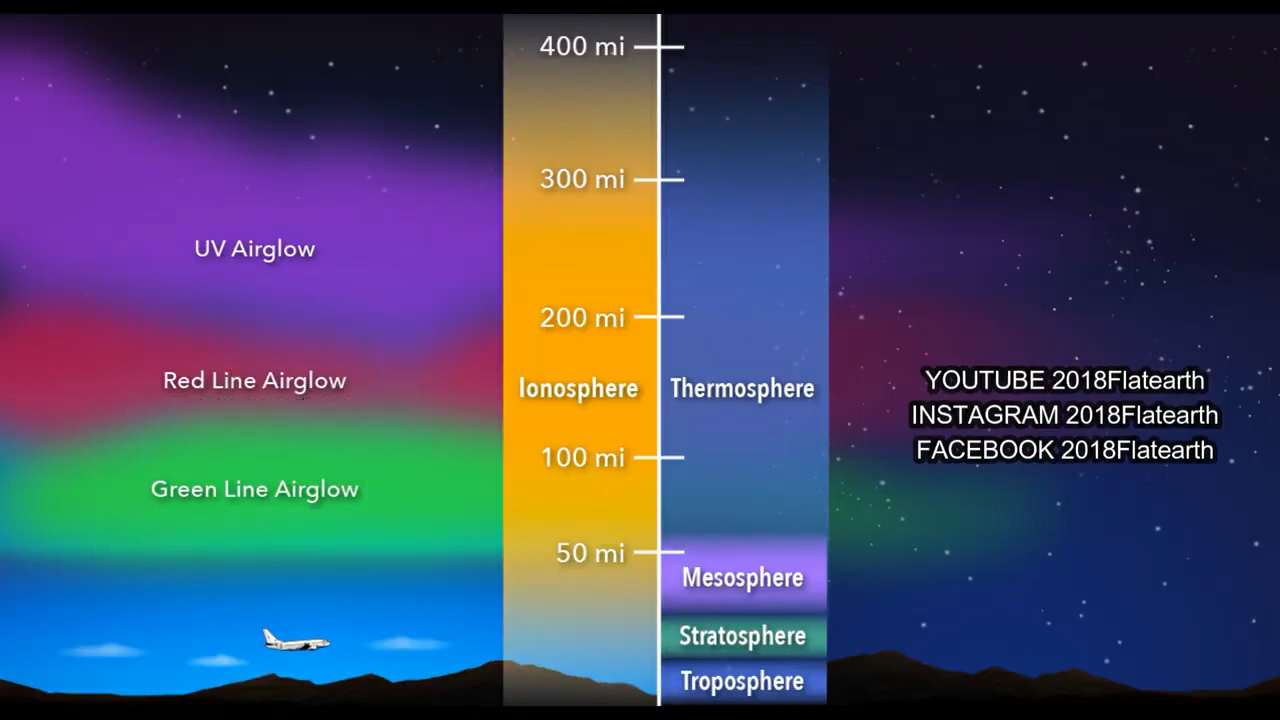 400 mi
300 mi
UV Airglow
200 mi
Red Line Airglow
Ionosphere
Thermosphere
YOUTUBE 2018Flatearth
INSTAGRAM 2018Flatearth
FACEBOOK 2018Flatearth
100 mi
Green Line Airglow
50 mi
Mesosphere
Stratosphere
Troposphere